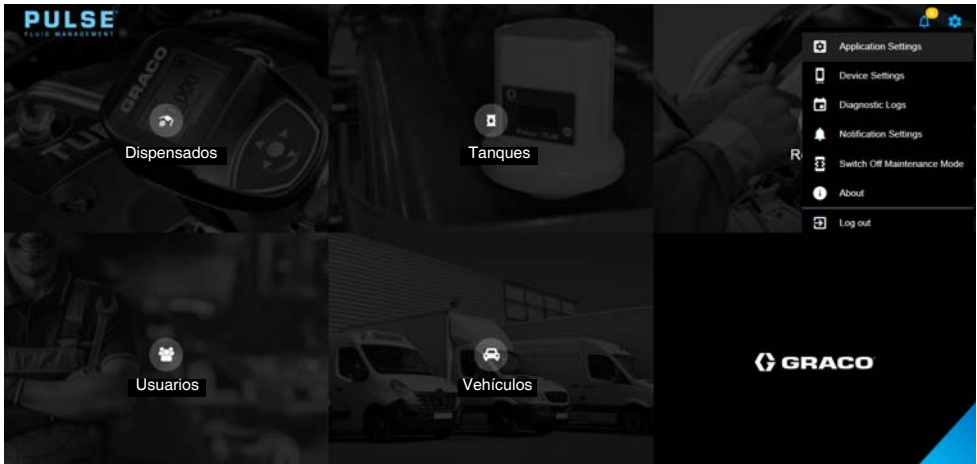 PULSE
FLUID MANAGEMENT
GRACO
Dispensados
Tanques
Application Settings
Device Settings
Diagnostic Logs
Notification Settings
Switch Off Maintenance Mode
About
Log out
Usuarios
Vehículos
GRACO